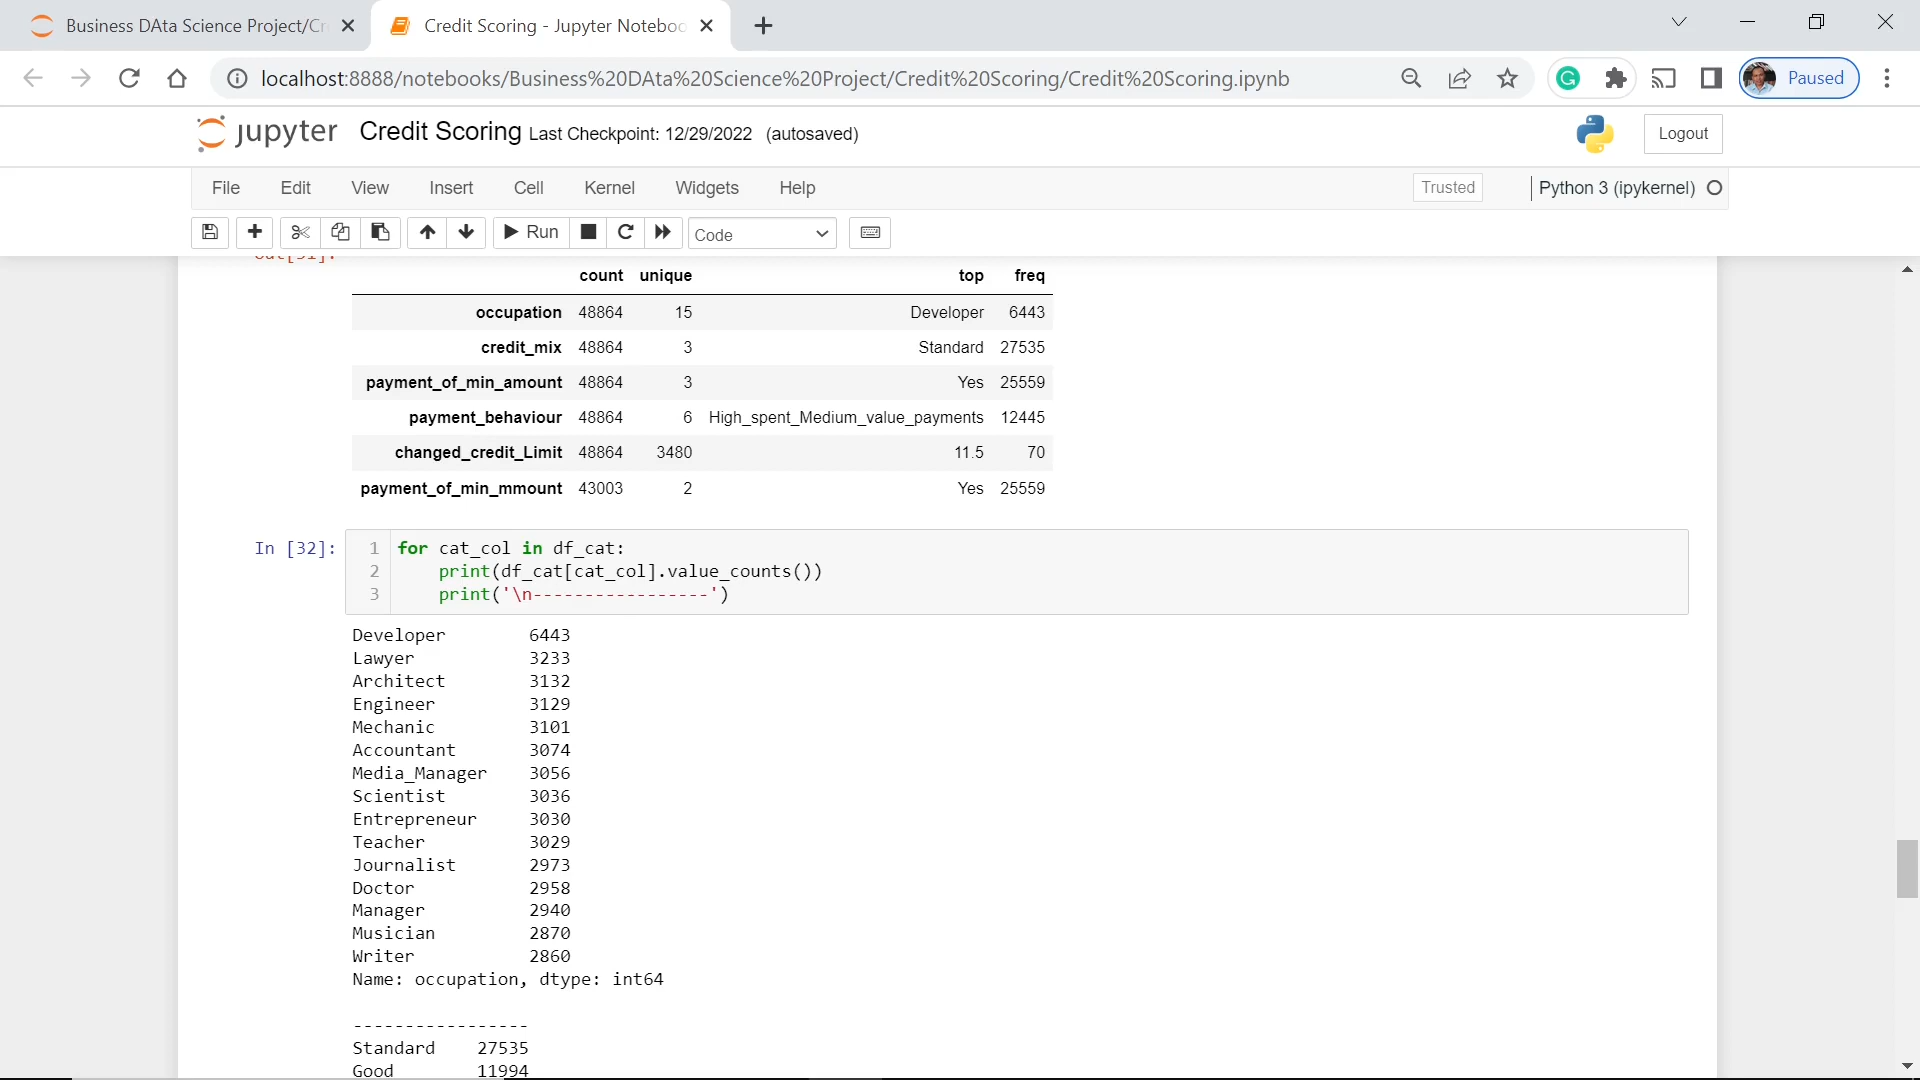 Business DAta Science Project/Cr
Credit Scoring - Jupyter Noteboo
localhost:8888/notebooks/Business%20DAta%20Science%20Project/Credit%20Scoring/Credit%20Scoring.ipynb
Paused
jupyter Credit Scoring Last Checkpoint: 12/29/2022 (autosaved)
Logout
File Edit View Insert Cell Kernel Widgets Help
Trusted
Python 3 (ipykernel)
Run
Code
Out[31]:
count unique top freq
occupation 48864 15 Developer 6443
credit_mix 48864 3 Standard 27535
payment_of_min_amount 48864 3 Yes 25559
payment_behaviour 48864 6 High_spent_Medium_value_payments 12445
changed_credit_Limit 48864 3480 11.5 70
payment_of_min_mmount 43003 2 Yes 25559
In [32]:
1 for cat_col in df_cat:
2 print(df_cat[cat_col].value_counts())
3 print('\n-----------------')
Developer 6443
Lawyer 3233
Architect 3132
Engineer 3129
Mechanic 3101
Accountant 3074
Media_Manager 3056
Scientist 3036
Entrepreneur 3030
Teacher 3029
Journalist 2973
Doctor 2958
Manager 2940
Musician 2870
Writer 2860
Name: occupation, dtype: int64
-----------------
Standard 27535
Good 11994